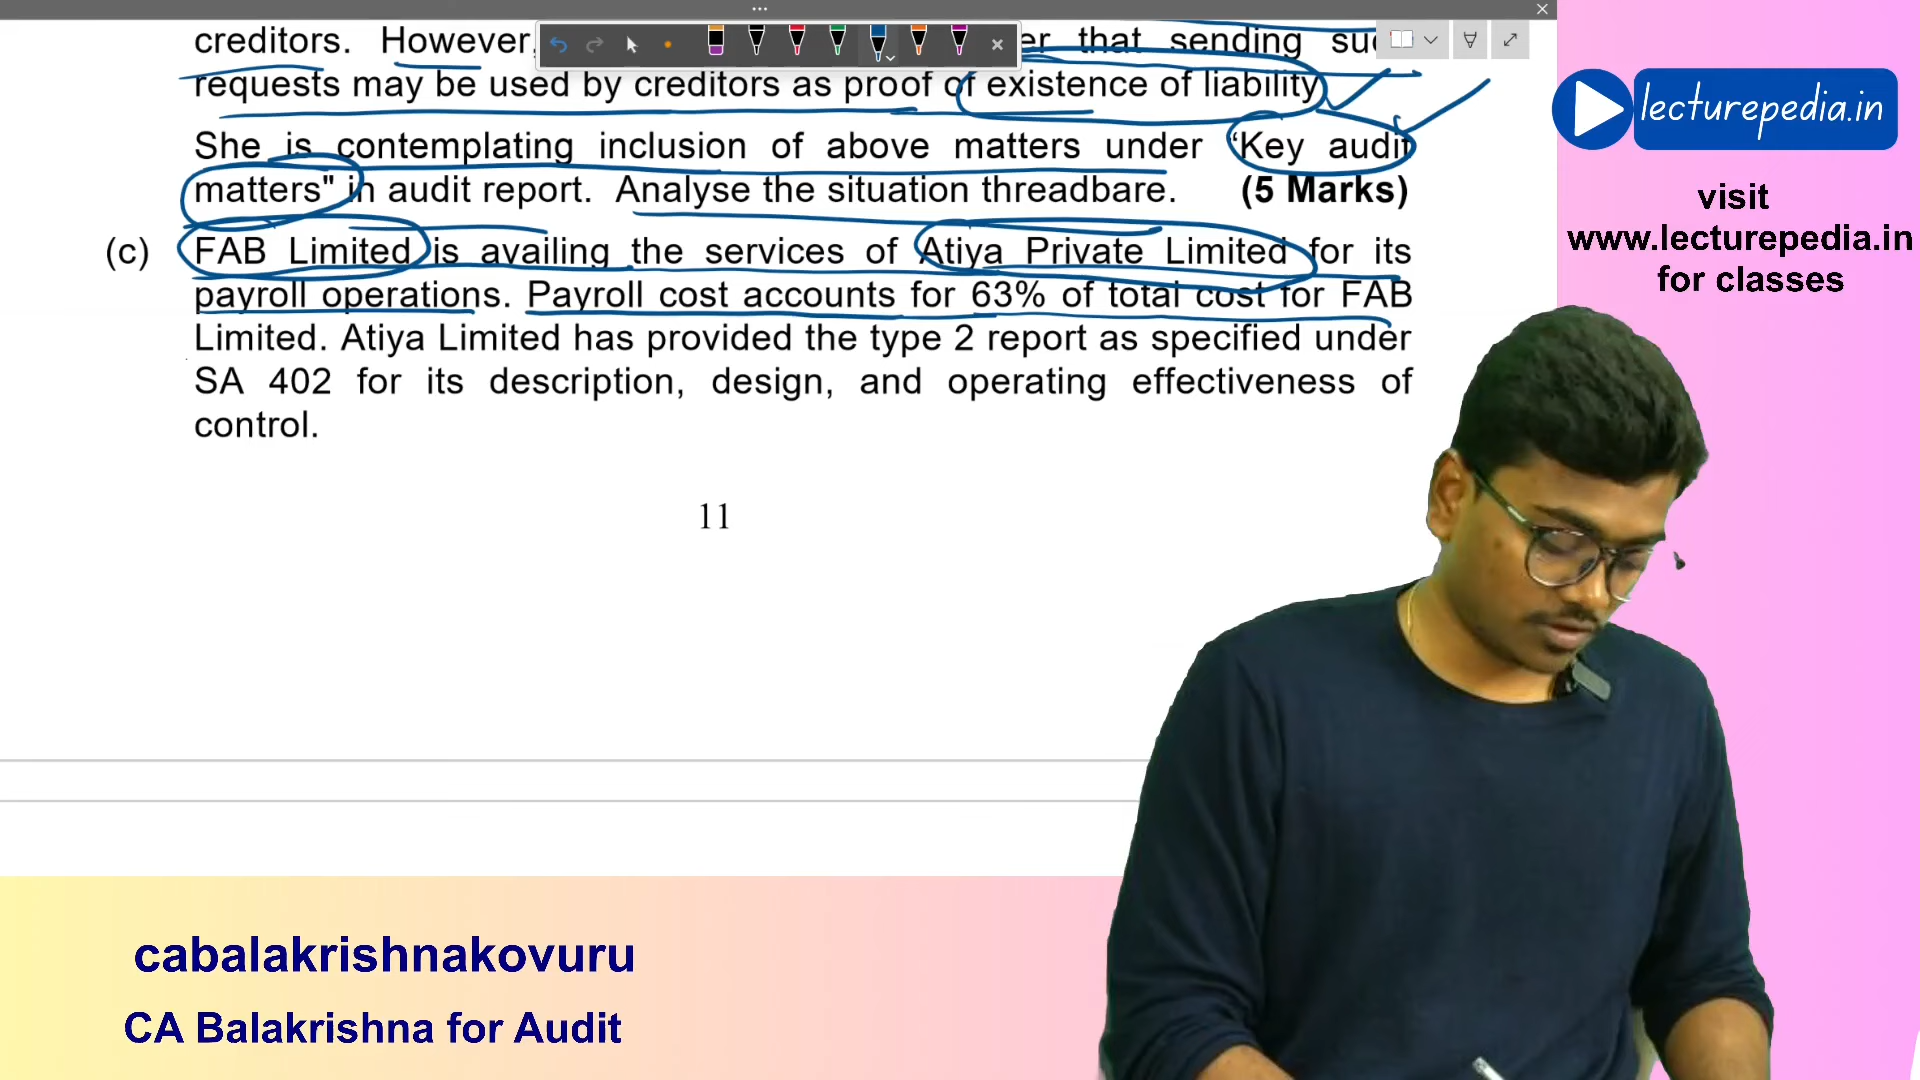 creditors. However, er that sending suc
requests may be used by creditors as proof of existence of liability.
She is contemplating inclusion of above matters under “Key audit
matters" in audit report. Analyse the situation threadbare. (5 Marks)
(c) FAB Limited is availing the services of Atiya Private Limited for its
payroll operations. Payroll cost accounts for 63% of total cost for FAB
Limited. Atiya Limited has provided the type 2 report as specified under
SA 402 for its description, design, and operating effectiveness of
control.
11
lecturepedia.in
visit
www.lecturepedia.in
for classes
cabalakrishnakovuru
CA Balakrishna for Audit